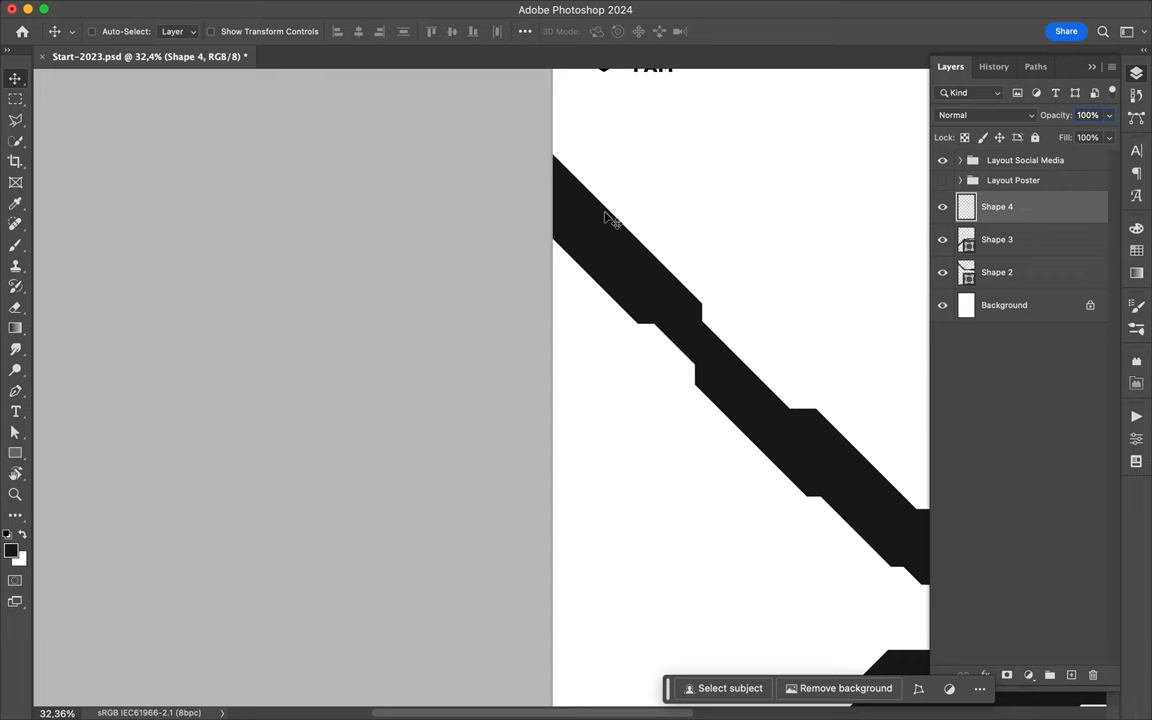 Adobe Photoshop 2024
Auto-Select:
Layer
Show Transform Controls
3D Mode:
Share
Start-2023.psd @ 32,4% (Shape 4, RGB/8) *
Layers
History
Paths
Kind
Normal
Opacity: 100%
Lock:
Fill: 100%
Layout Social Media
Layout Poster
Shape 4
Shape 3
Shape 2
Background
Select subject
Remove background
32,36%
sRGB IEC61966-2.1 (8bpc)